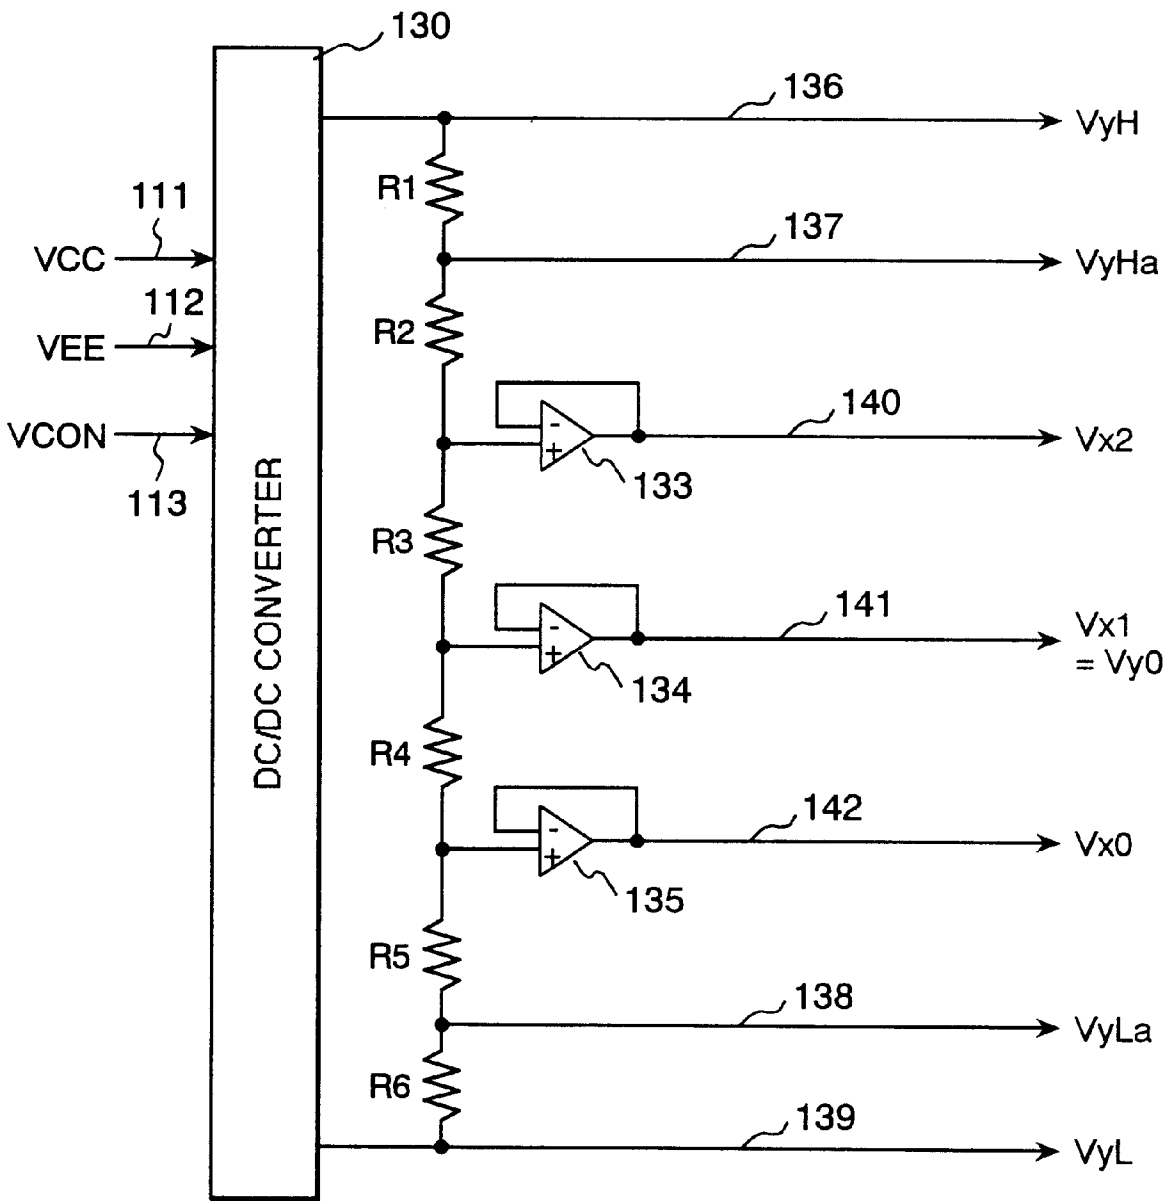 130
136
VyH
R1
111
137
VCC
VyHa
112
R2
VEE
140
VCON
Vx2
-
+
133
113
DC/DC CONVERTER
R3
141
Vx1
= Vy0
-
+
134
R4
142
Vx0
-
+
135
R5
138
VyLa
R6
139
VyL